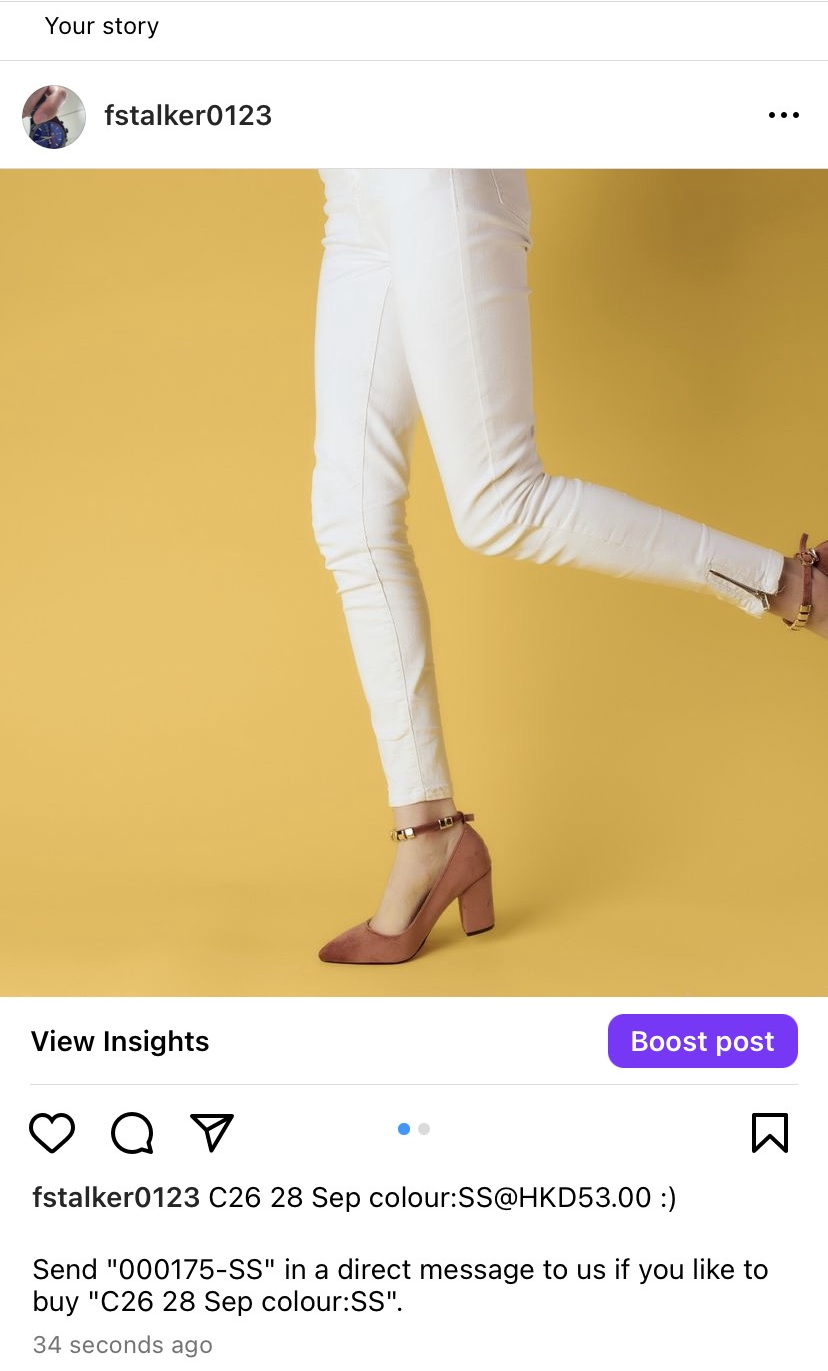 Your story
fstalker0123
View Insights
Boost post
fstalker0123 C26 28 Sep colour:SS@HKD53.00 :)
Send "000175-SS" in a direct message to us if you like to
buy "C26 28 Sep colour:SS".
34 seconds ago